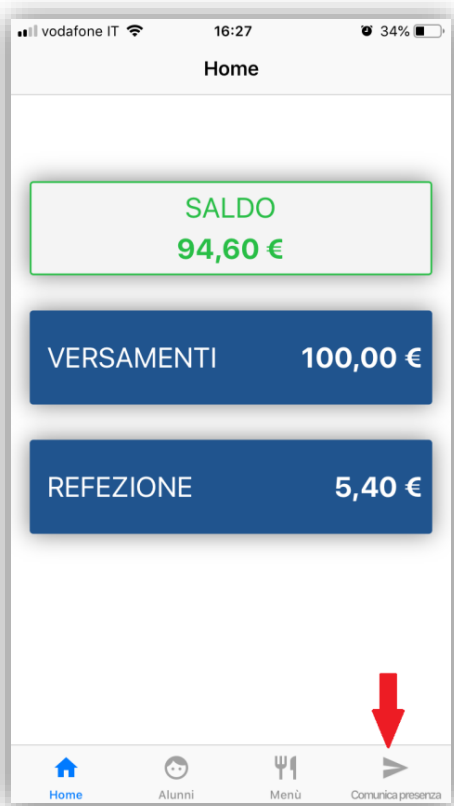 vodafone IT 16:27 34%
Home
SALDO
94,60 €
VERSAMENTI 100,00 €
REFEZIONE 5,40 €
Home Alunni Menù Comunica presenza